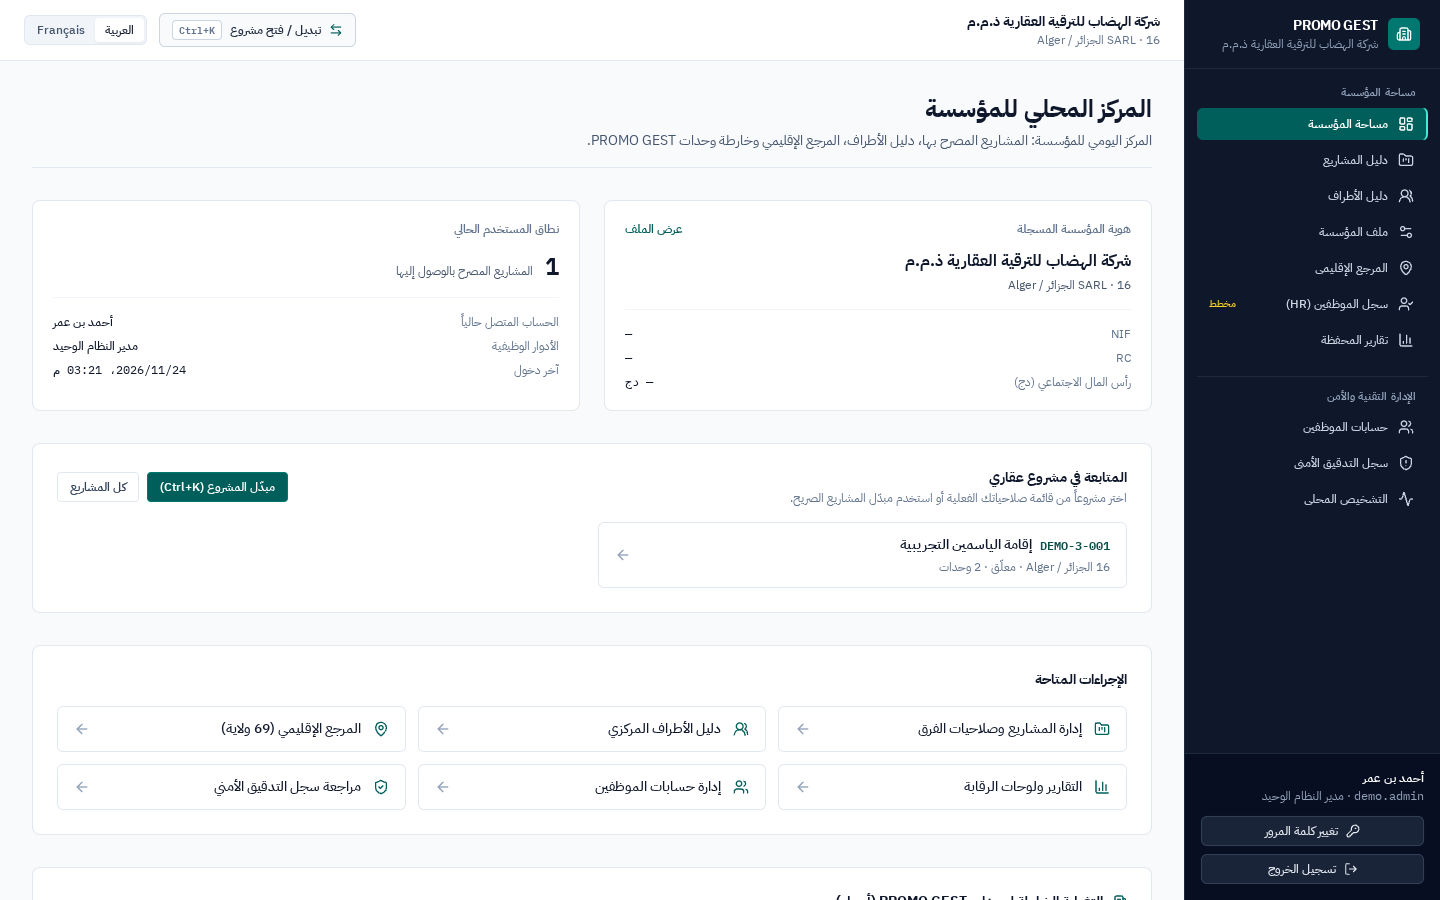 PROMO GEST
شركة الهضاب للترقية العقارية ذ.م.م
مساحة المؤسسة
مساحة المؤسسة
دليل المشاريع
دليل الأطراف
ملف المؤسسة
المرجع الإقليمي
سجل الموظفين (HR) مخطط
تقارير المحفظة
الإدارة التقنية والأمن
حسابات الموظفين
سجل التدقيق الأمني
التشخيص المحلي
أحمد بن عمر
demo.admin · مدير النظام الوحيد
تغيير كلمة المرور
تسجيل الخروج
شركة الهضاب للترقية العقارية ذ.م.م
SARL · 16 الجزائر / Alger
تبديل / فتح مشروع Ctrl+K
العربية Français
المركز المحلي للمؤسسة
المركز اليومي للمؤسسة: المشاريع المصرح بها، دليل الأطراف، المرجع الإقليمي وخارطة وحدات PROMO GEST.
هوية المؤسسة المسجلة عرض الملف
شركة الهضاب للترقية العقارية ذ.م.م
SARL · 16 الجزائر / Alger
NIF —
RC —
رأس المال الاجتماعي (دج) — دج
نطاق المستخدم الحالي
1 المشاريع المصرح بالوصول إليها
الحساب المتصل حالياً أحمد بن عمر
الأدوار الوظيفية مدير النظام الوحيد
آخر دخول 2026/11/24، 03:21 م
المتابعة في مشروع عقاري
اختر مشروعاً من قائمة صلاحياتك الفعلية أو استخدم مبدّل المشاريع الصريح.
مبدّل المشروع (Ctrl+K) كل المشاريع
DEMO-3-001 إقامة الياسمين التجريبية
16 الجزائر / Alger · معلّق · 2 وحدات
الإجراءات المتاحة
إدارة المشاريع وصلاحيات الفرق
دليل الأطراف المركزي
المرجع الإقليمي (69 ولاية)
التقارير ولوحات الرقابة
إدارة حسابات الموظفين
مراجعة سجل التدقيق الأمني
PROMO GEST